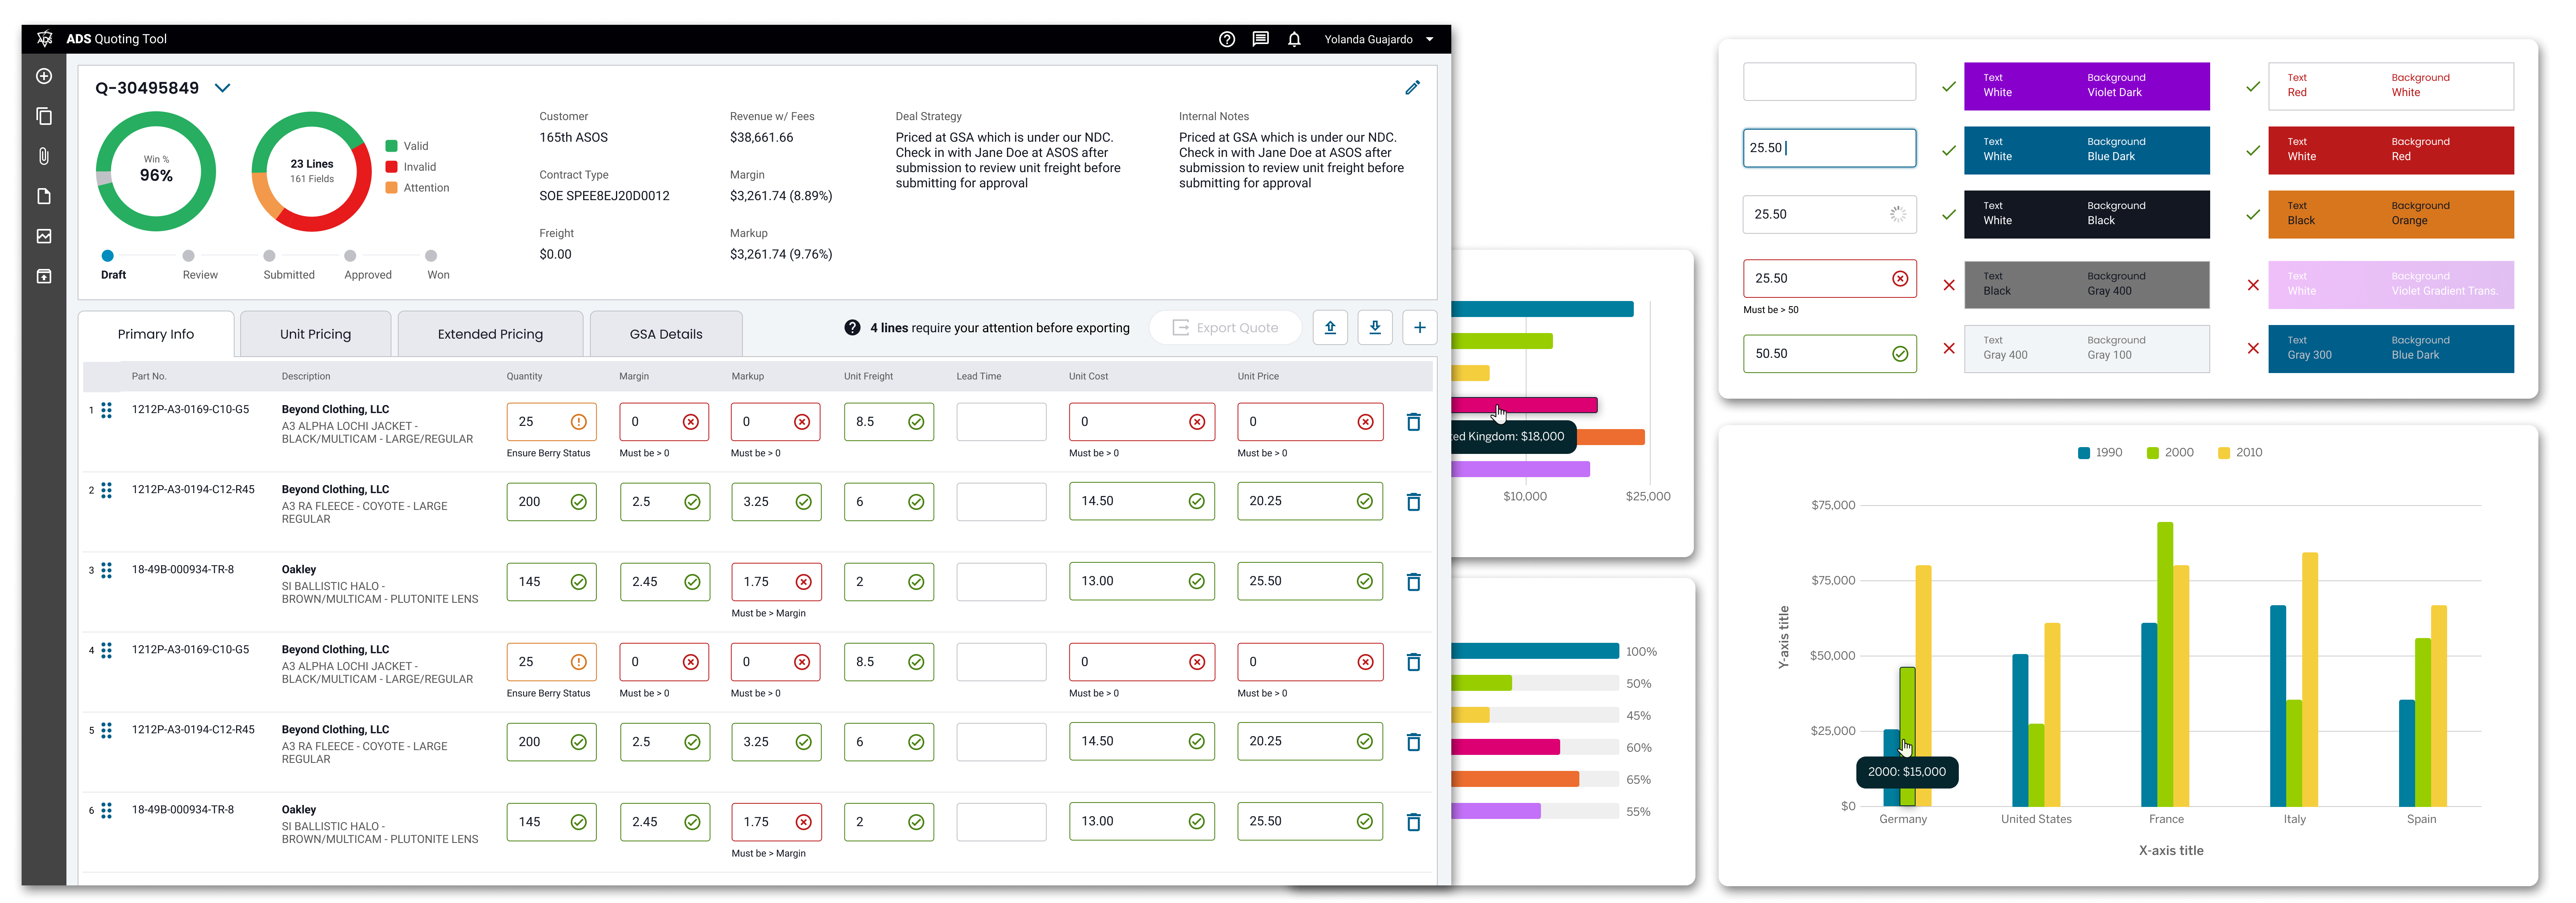 ADS Quoting Tool
Yolanda Guajardo
Q-30495849
Win %
96%
23 Lines
161 Fields
Valid
Invalid
Attention
Draft
Review
Submitted
Approved
Won
Customer
165th ASOS
Contract Type
SOE SPEE8EJ20D0012
Freight
$0.00
Revenue w/ Fees
$38,661.66
Margin
$3,261.74 (8.89%)
Markup
$3,261.74 (9.76%)
Deal Strategy
Priced at GSA which is under our NDC.
Check in with Jane Doe at ASOS after
submission to review unit freight before
submitting for approval
Internal Notes
Priced at GSA which is under our NDC.
Check in with Jane Doe at ASOS after
submission to review unit freight before
submitting for approval
Primary Info
Unit Pricing
Extended Pricing
GSA Details
4 lines require your attention before exporting
Export Quote
Part No. Description Quantity Margin Markup Unit Freight Lead Time Unit Cost Unit Price
1 1212P-A3-0169-C10-G5 Beyond Clothing, LLC
A3 ALPHA LOCHI JACKET -
BLACK/MULTICAM - LARGE/REGULAR
25 0 0 8.5 0 0
Ensure Berry Status Must be > 0 Must be > 0 Must be > 0 Must be > 0
2 1212P-A3-0194-C12-R45 Beyond Clothing, LLC
A3 RA FLEECE - COYOTE - LARGE
REGULAR
200 2.5 3.25 6 14.50 20.25
3 18-49B-000934-TR-8 Oakley
SI BALLISTIC HALO -
BROWN/MULTICAM - PLUTONITE LENS
145 2.45 1.75 2 13.00 25.50
Must be > Margin
4 1212P-A3-0169-C10-G5 Beyond Clothing, LLC
A3 ALPHA LOCHI JACKET -
BLACK/MULTICAM - LARGE/REGULAR
25 0 0 8.5 0 0
Ensure Berry Status Must be > 0 Must be > 0 Must be > 0 Must be > 0
5 1212P-A3-0194-C12-R45 Beyond Clothing, LLC
A3 RA FLEECE - COYOTE - LARGE
REGULAR
200 2.5 3.25 6 14.50 20.25
6 18-49B-000934-TR-8 Oakley
SI BALLISTIC HALO -
BROWN/MULTICAM - PLUTONITE LENS
145 2.45 1.75 2 13.00 25.50
Must be > Margin
ed Kingdom: $18,000
$10,000
$25,000
100%
50%
45%
60%
65%
55%
25.50
25.50
25.50
Must be > 50
50.50
Text Background
White Violet Dark
Text Background
White Blue Dark
Text Background
White Black
Text Background
Black Gray 400
Text Background
Gray 400 Gray 100
Text Background
Red White
Text Background
White Red
Text Background
Black Orange
Text Background
White Violet Gradient Trans.
Text Background
Gray 300 Blue Dark
1990 2000 2010
Y-axis title
$75,000
$75,000
$50,000
$25,000
$0
2000: $15,000
Germany United States France Italy Spain
X-axis title